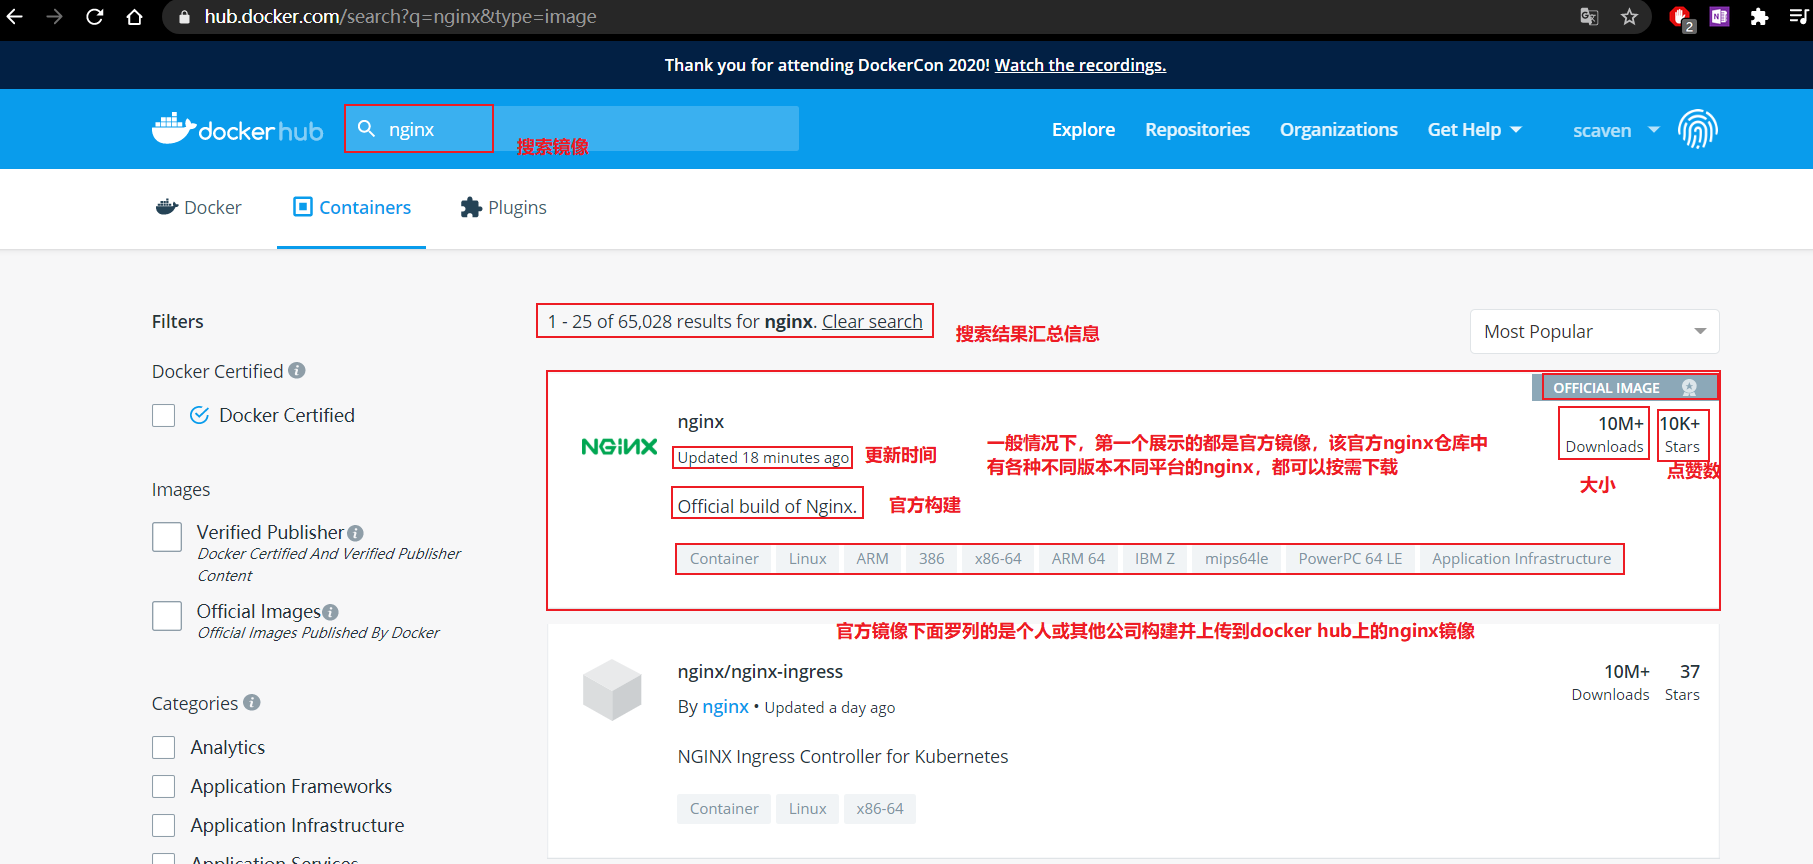 hub.docker.com/search?q=nginx&type=image
2
Thank you for attending DockerCon 2020! Watch the recordings.
docker hub
nginx
搜索镜像
Explore
Repositories
Organizations
Get Help
scaven
Docker
Containers
Plugins
Filters
1 - 25 of 65,028 results for nginx. Clear search
搜索结果汇总信息
Most Popular
Docker Certified
Docker Certified
Images
Verified Publisher
Docker Certified And Verified Publisher
Content
Official Images
Official Images Published By Docker
Categories
Analytics
Application Frameworks
Application Infrastructure
Application Services
OFFICIAL IMAGE
NGINX
nginx
Updated 18 minutes ago
更新时间
一般情况下，第一个展示的都是官方镜像，该官方nginx仓库中
有各种不同版本不同平台的nginx，都可以按需下载
10M+
Downloads
大小
10K+
Stars
点赞数
Official build of Nginx.
官方构建
Container Linux ARM 386 x86-64 ARM 64 IBM Z mips64le PowerPC 64 LE Application Infrastructure
官方镜像下面罗列的是个人或其他公司构建并上传到docker hub上的nginx镜像
nginx/nginx-ingress
By nginx • Updated a day ago
10M+
Downloads
37
Stars
NGINX Ingress Controller for Kubernetes
Container Linux x86-64